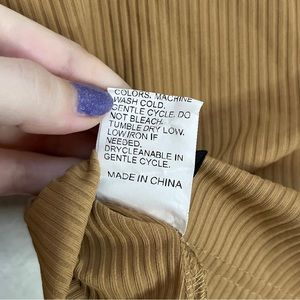 COLORS. MACHINE
WASH COLD.
GENTLE CYCLE. DO
NOT BLEACH.
TUMBLE DRY LOW.
LOW IRON IF
NEEDED.
DRYCLEANABLE IN
GENTLE CYCLE.
MADE IN CHINA